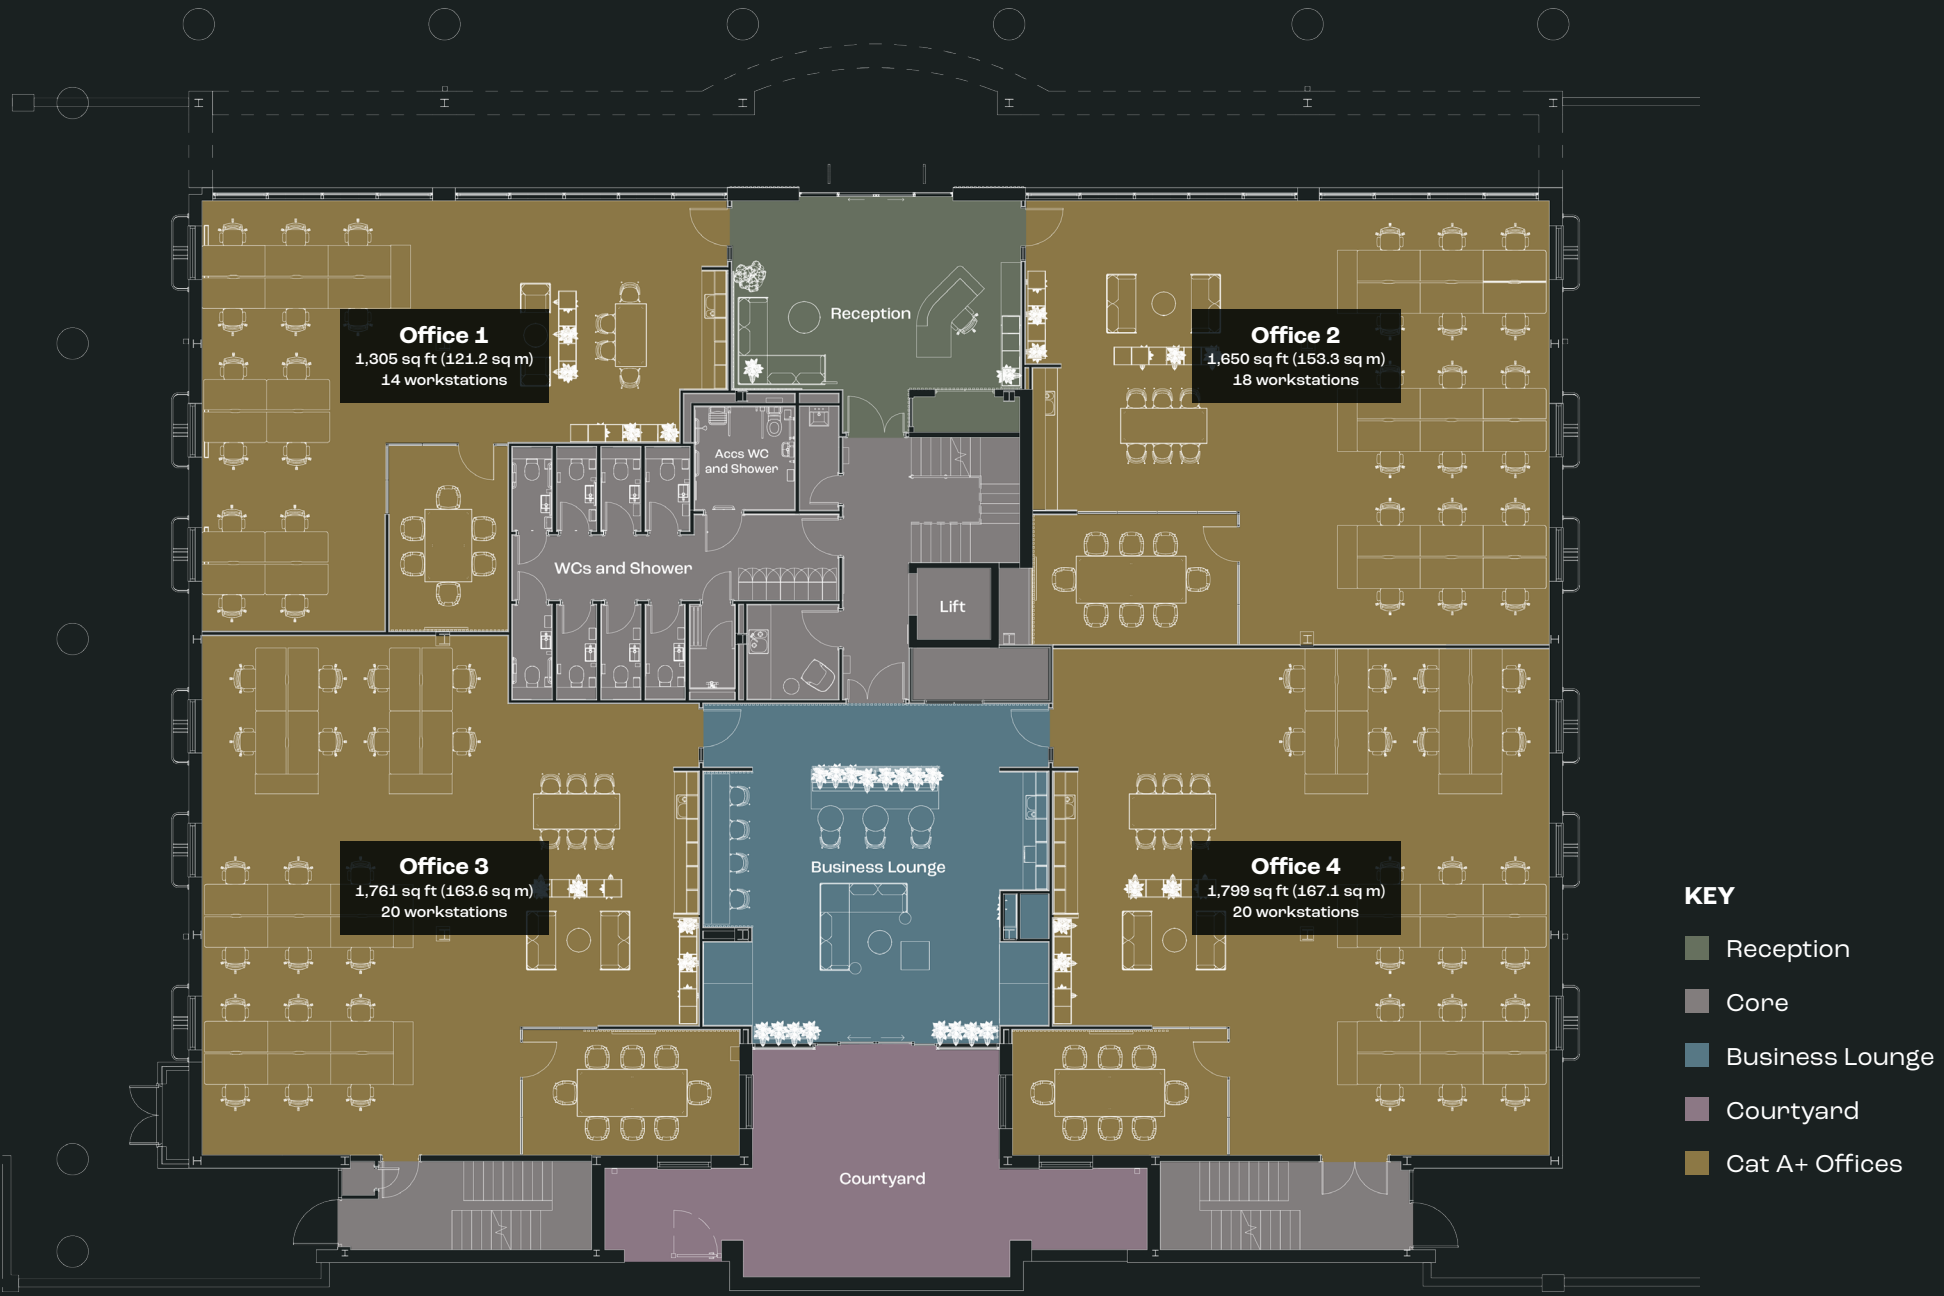 Office 1
1,305 sq ft (121.2 sq m)
14 workstations
Reception
Office 2
1,650 sq ft (153.3 sq m)
18 workstations
Accs WC
and Shower
WCs and Shower
Lift
Office 3
1,761 sq ft (163.6 sq m)
20 workstations
Business Lounge
Office 4
1,799 sq ft (167.1 sq m)
20 workstations
Courtyard
KEY
Reception
Core
Business Lounge
Courtyard
Cat A+ Offices